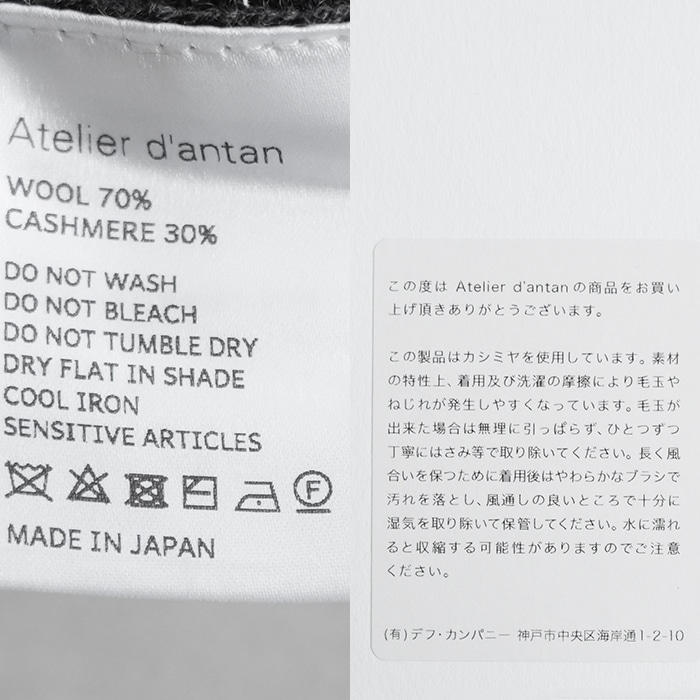 Atelier d'antan
WOOL 70%
CASHMERE 30%
DO NOT WASH
DO NOT BLEACH
DO NOT TUMBLE DRY
DRY FLAT IN SHADE
COOL IRON
SENSITIVE ARTICLES
F
MADE IN JAPAN
この度は Atelier d'antanの商品をお買い
上げ頂きありがとうございます。
この製品はカシミヤを使用しています。素材
の特性上、着用及び洗濯の摩擦により毛玉や
ねじれが発生しやすくなっています。毛玉が
出来た場合は無理に引っぱらず、ひとつずつ
丁寧にはさみ等で取り除いてください。長く風
合いを保つために着用後はやわらかなブラシで
汚れを落とし、風通しの良いところで十分に
湿気を取り除いて保管してください。水に濡れ
ると収縮する可能性がありますのでご注意
ください。
(有)デフ・カンパニー 神戸市中央区海岸通1-2-10